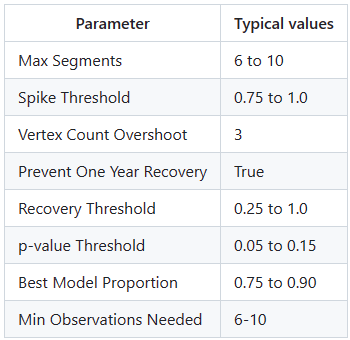 Parameter Typical values
Max Segments 6 to 10
Spike Threshold 0.75 to 1.0
Vertex Count Overshoot 3
Prevent One Year Recovery True
Recovery Threshold 0.25 to 1.0
p-value Threshold 0.05 to 0.15
Best Model Proportion 0.75 to 0.90
Min Observations Needed 6-10